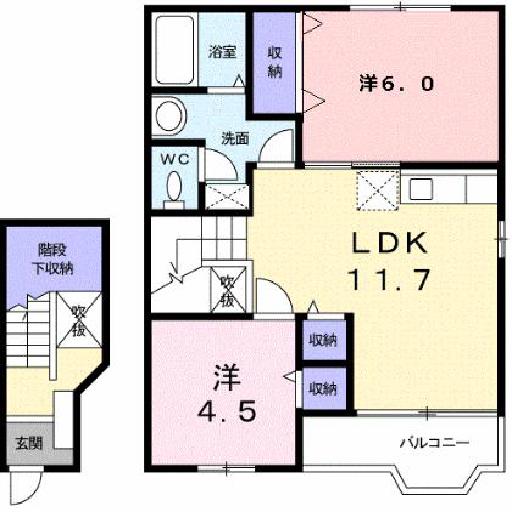 浴室
収
納
洋6.0
洗面
WC
LDK
11.7
階段
下収納
吹
抜
吹
抜
収納
洋
4.5
収納
玄関
バルコニー